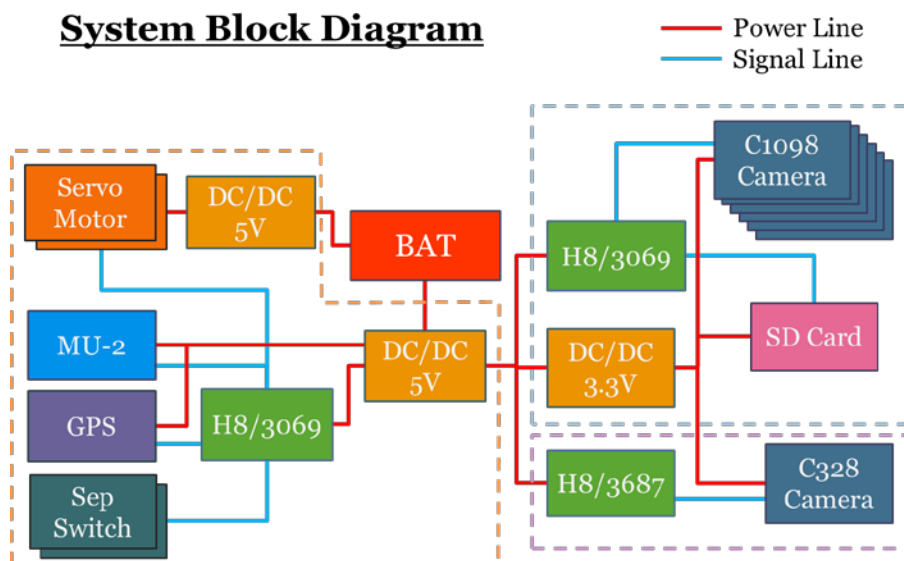 System Block Diagram
Power Line
Signal Line
Servo
Motor
DC/DC
5V
BAT
MU-2
GPS
Sep
Switch
H8/3069
DC/DC
5V
H8/3069
C1098
Camera
DC/DC
3.3V
SD Card
H8/3687
C328
Camera